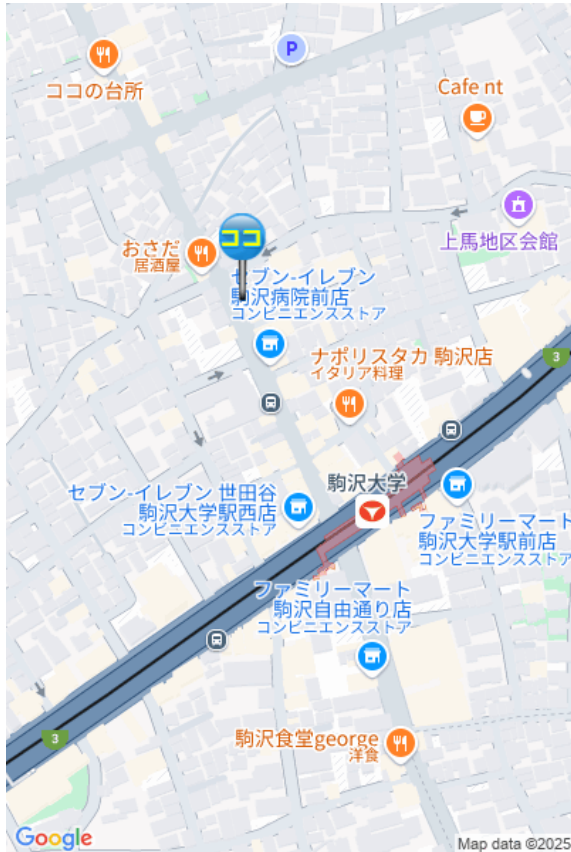 P
ココの台所
Cafe nt
上馬地区会館
ココ
おさだ
居酒屋
セブン-イレブン
駒沢病院前店
コンビニエンスストア
ナポリスタカ 駒沢店
イタリア料理
3
駒沢大学
セブン-イレブン 世田谷
駒沢大学駅西店
コンビニエンスストア
ファミリーマート
駒沢大学駅前店
コンビニエンスストア
ファミリーマート
駒沢自由通り店
コンビニエンスストア
3
駒沢食堂george
洋食
Google
Map data ©2025